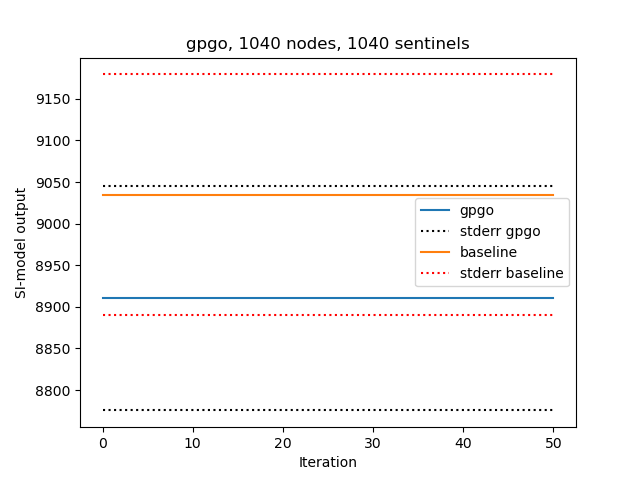 gpgo, 1040 nodes, 1040 sentinels
SI-model output
9150
9100
9050
9000
8950
8900
8850
8800
gpgo
stderr gpgo
baseline
stderr baseline
0 10 20 30 40 50
Iteration